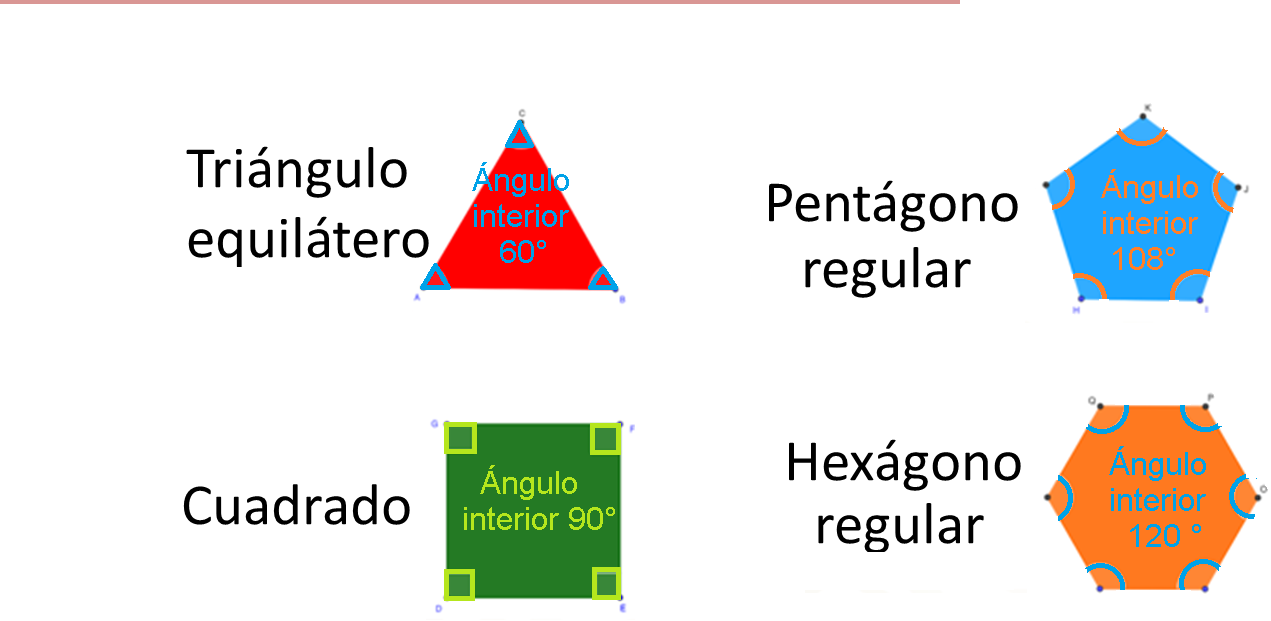 Triángulo
equilátero
C
Ángulo
interior
60°
A
B
Pentágono
regular
K
J
Ángulo
interior
108°
H
I
Cuadrado
G
F
Ángulo
interior 90°
D
E
Hexágono
regular
Q
P
O
Ángulo
interior
120 °